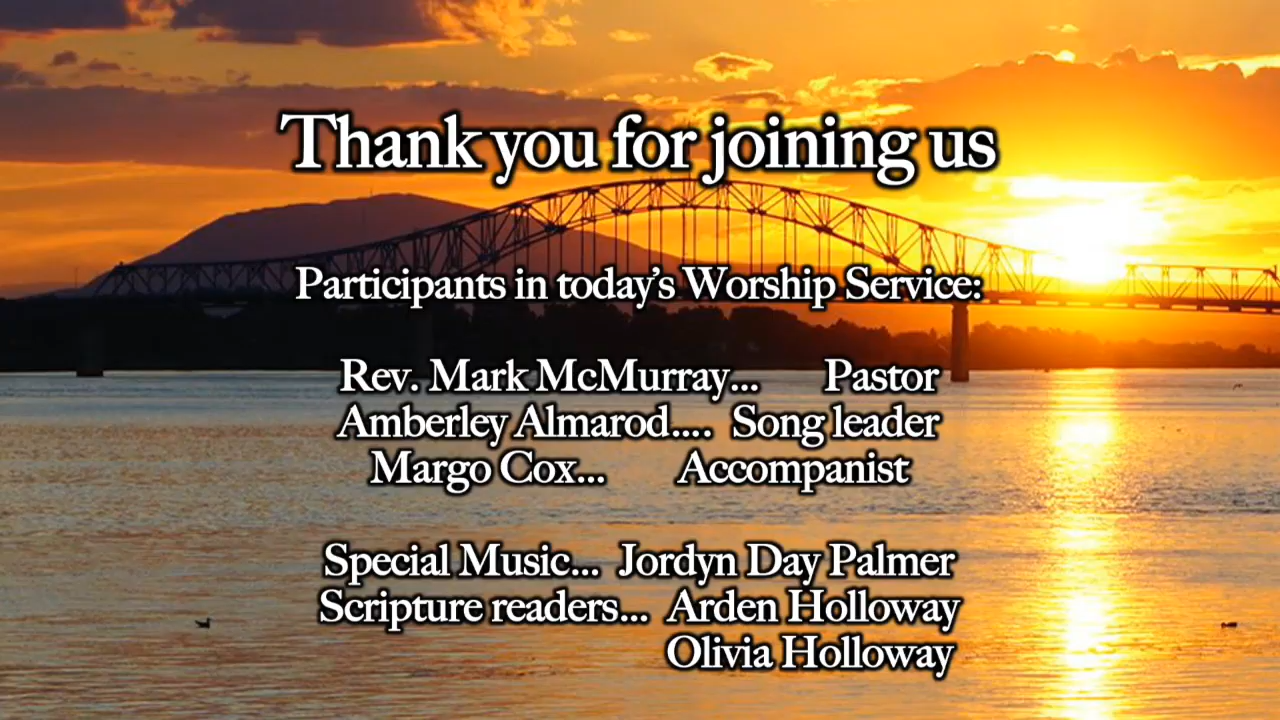 Thank you for joining us
Participants in today's Worship Service:
Rev. Mark McMurray... Pastor
Amberley Almarod.... Song leader
Margo Cox... Accompanist
Special Music... Jordyn Day Palmer
Scripture readers... Arden Holloway
Olivia Holloway